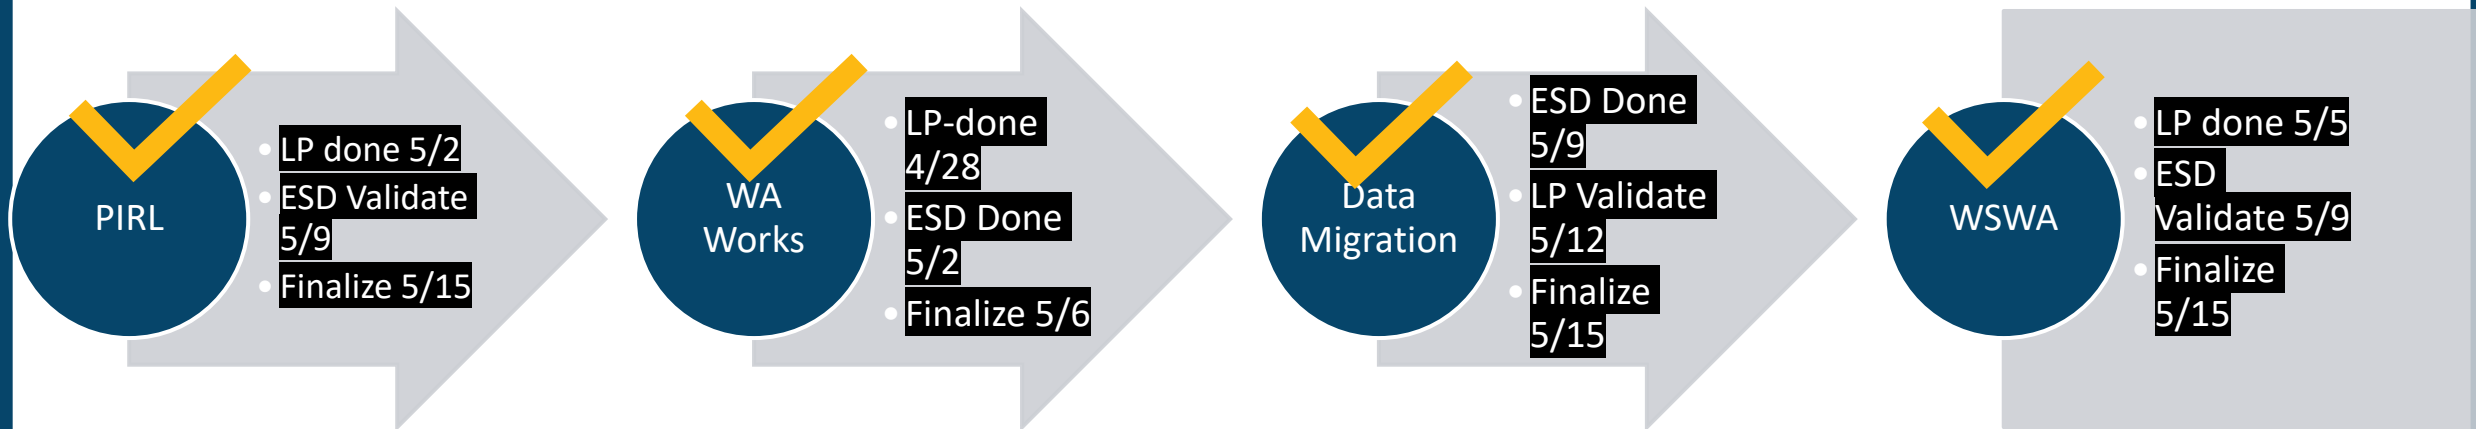 PIRL
LP done 5/2
ESD Validate
5/9
Finalize 5/15
WA
Works
LP-done
4/28
ESD Done
5/2
Finalize 5/6
Data
Migration
ESD Done
5/9
LP Validate
5/12
Finalize
5/15
WSWA
LP done 5/5
ESD
Validate 5/9
Finalize
5/15